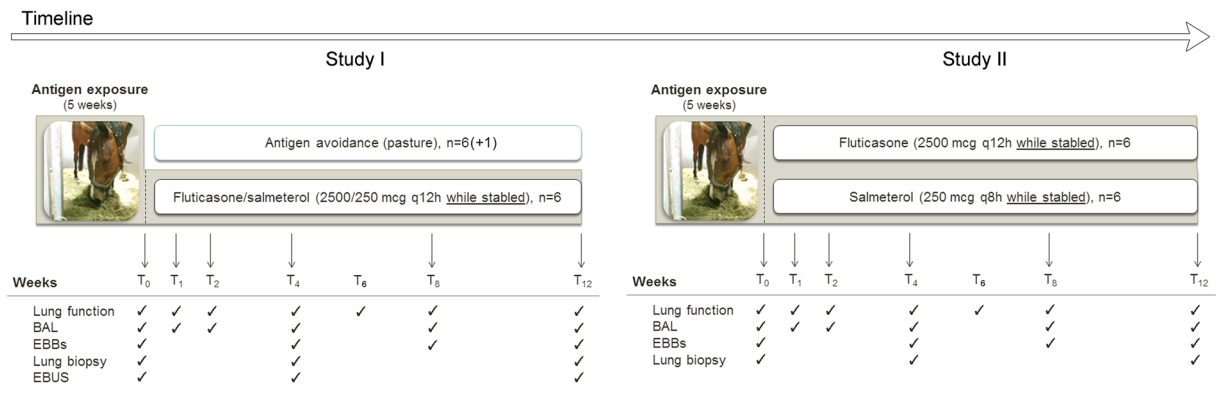 Timeline
Study I
Study II
Antigen exposure
(5 weeks)
Antigen avoidance (pasture), n=6(+1)
Fluticasone/salmeterol (2500/250 mcg q12h while stabled), n=6
Weeks T0 T1 T2 T4 T6 T8 T12
Lung function ✓ ✓ ✓ ✓ ✓ ✓ ✓
BAL ✓ ✓ ✓ ✓ ✓ ✓
EBBs ✓ ✓ ✓ ✓
Lung biopsy ✓ ✓ ✓
EBUS ✓ ✓ ✓
Antigen exposure
(5 weeks)
Fluticasone (2500 mcg q12h while stabled), n=6
Salmeterol (250 mcg q8h while stabled), n=6
Weeks T0 T1 T2 T4 T6 T8 T12
Lung function ✓ ✓ ✓ ✓ ✓ ✓ ✓
BAL ✓ ✓ ✓ ✓ ✓ ✓
EBBs ✓ ✓ ✓ ✓
Lung biopsy ✓ ✓ ✓